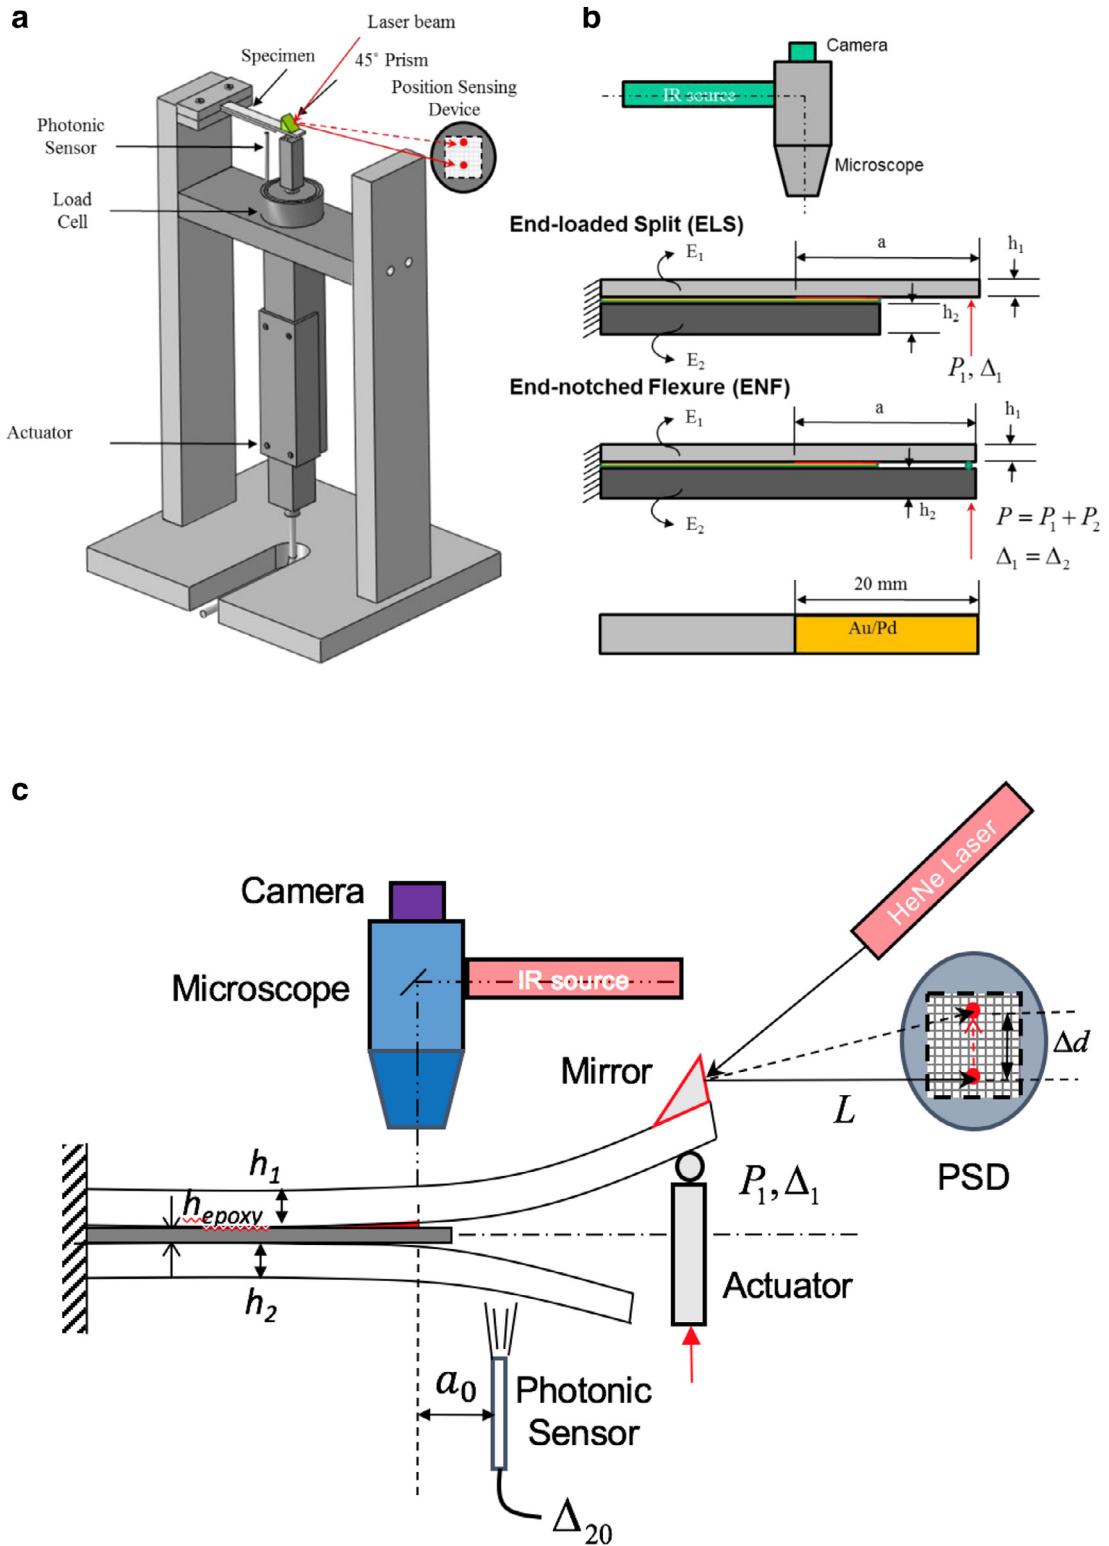 a
Laser beam
Specimen
45° Prism
Position Sensing
Device
Photonic
Sensor
Load
Cell
Actuator
b
Camera
IR source
Microscope
End-loaded Split (ELS)
E1
a
h1
h2
E2
P1, Δ1
End-notched Flexure (ENF)
E1
a
h1
h2
E2
P = P1 + P2
Δ1 = Δ2
20 mm
Au/Pd
c
HeNe Laser
Camera
Microscope
IR source
Mirror
Δd
L
PSD
h1
hepoxy
h2
P1, Δ1
Actuator
a0
Photonic
Sensor
Δ20